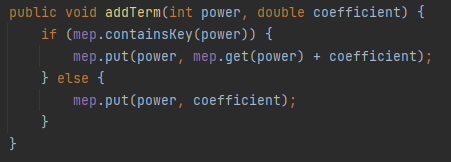 public void addTerm(int power, double coefficient) {
    if (mep.containsKey(power)) {
        mep.put(power, mep.get(power) + coefficient);
    } else {
        mep.put(power, coefficient);
    }
}